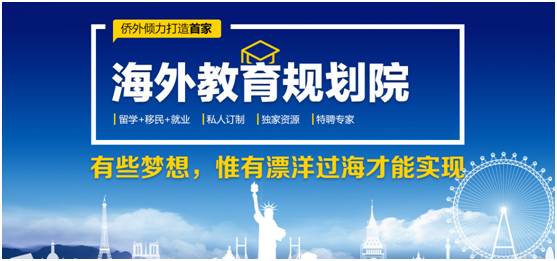 侨外倾力打造首家
海外教育规划院
留学+移民+就业 私人订制 独家资源 特聘专家
有些梦想，惟有漂洋过海才能实现